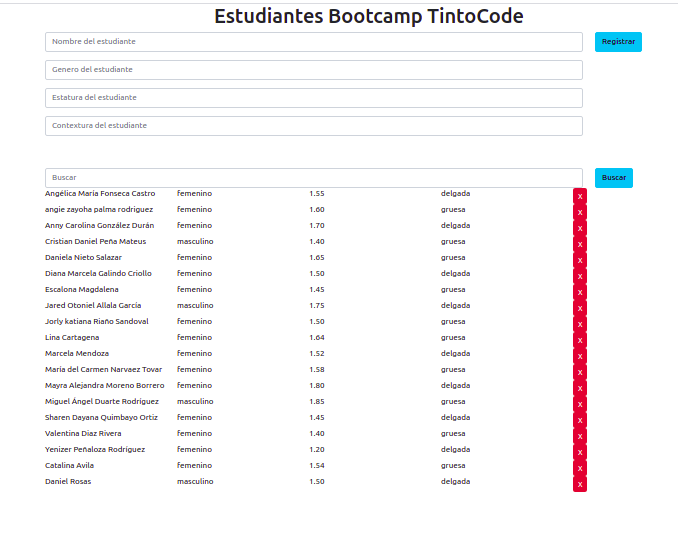 Estudiantes Bootcamp TintoCode
Nombre del estudiante Registrar
Genero del estudiante
Estatura del estudiante
Contextura del estudiante
Buscar Buscar
Angélica María Fonseca Castro femenino 1.55 delgada x
angie zayoha palma rodriguez femenino 1.60 gruesa x
Anny Carolina González Durán femenino 1.70 delgada x
Cristian Daniel Peña Mateus masculino 1.40 gruesa x
Daniela Nieto Salazar femenino 1.65 gruesa x
Diana Marcela Galindo Criollo femenino 1.50 delgada x
Escalona Magdalena femenino 1.45 gruesa x
Jared Otoniel Allala García masculino 1.75 delgada x
Jorly katiana Riaño Sandoval femenino 1.50 gruesa x
Lina Cartagena femenino 1.64 gruesa x
Marcela Mendoza femenino 1.52 delgada x
María del Carmen Narvaez Tovar femenino 1.58 gruesa x
Mayra Alejandra Moreno Borrero femenino 1.80 delgada x
Miguel Ángel Duarte Rodríguez masculino 1.85 gruesa x
Sharen Dayana Quimbayo Ortiz femenino 1.45 delgada x
Valentina Diaz Rivera femenino 1.40 gruesa x
Yenizer Peñaloza Rodríguez femenino 1.20 delgada x
Catalina Avila femenino 1.54 gruesa x
Daniel Rosas masculino 1.50 delgada x